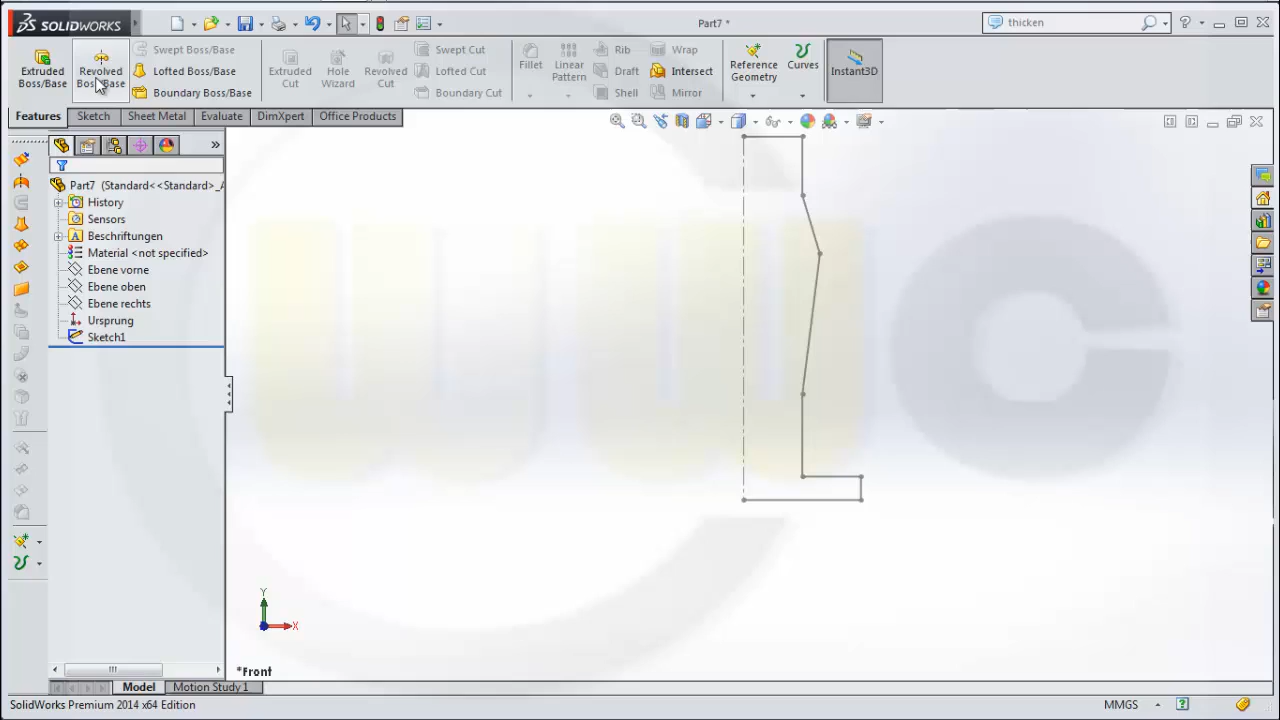 SOLIDWORKS
Part7 *
thicken
Extruded Boss/Base
Revolved Boss/Base
Swept Boss/Base
Lofted Boss/Base
Boundary Boss/Base
Extruded Cut
Hole Wizard
Revolved Cut
Swept Cut
Lofted Cut
Boundary Cut
Fillet
Linear Pattern
Rib
Draft
Shell
Wrap
Intersect
Mirror
Reference Geometry
Curves
Instant3D
Features Sketch Sheet Metal Evaluate DimXpert Office Products
Part7 (Standard<<Standard>_A
History
Sensors
Beschriftungen
Material <not specified>
Ebene vorne
Ebene oben
Ebene rechts
Ursprung
Sketch1
Y
X
*Front
Model Motion Study 1
SolidWorks Premium 2014 x64 Edition
MMGS